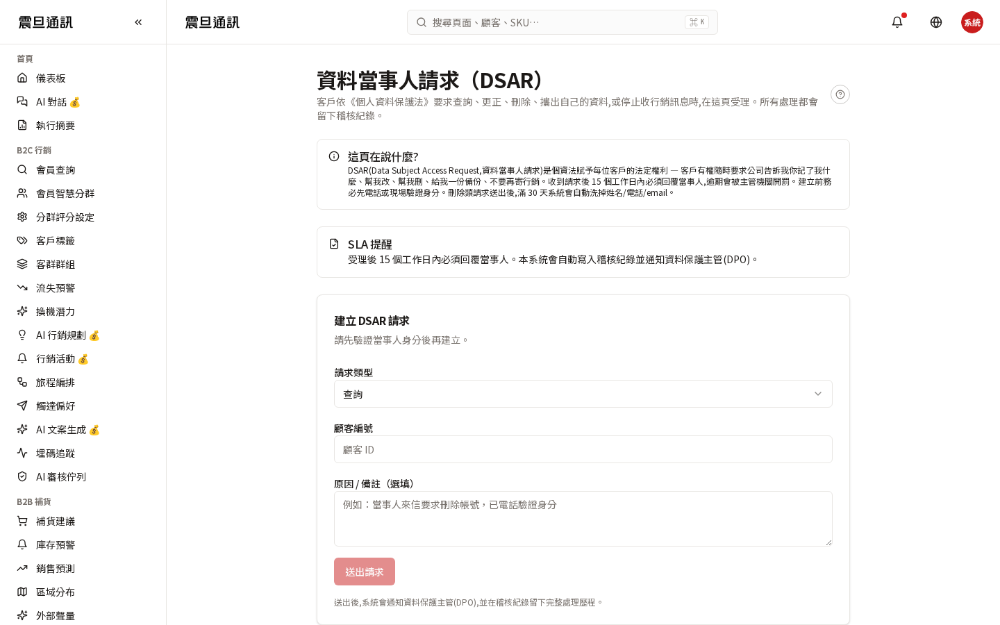 震旦通訊
首頁
儀表板
AI 對話 💰
執行摘要
B2C 行銷
會員查詢
會員智慧分群
分群評分設定
客戶標籤
客群群組
流失預警
換機潛力
AI 行銷規劃 💰
行銷活動 💰
旅程編排
觸達偏好
AI 文案生成 💰
埋碼追蹤
AI 審核佇列
B2B 補貨
補貨建議
庫存預警
銷售預測
區域分布
外部聲量
震旦通訊
搜尋頁面、顧客、SKU…
⌘ K
系統
資料當事人請求（DSAR）
客戶依《個人資料保護法》要求查詢、更正、刪除、攜出自己的資料,或停止收行銷訊息時,在這頁受理。所有處理都會
留下稽核紀錄。
這頁在說什麼?
DSAR(Data Subject Access Request,資料當事人請求)是個資法賦予每位客戶的法定權利 — 客戶有權隨時要求公司告訴我你記了我什
麼、幫我改、幫我刪、給我一份備份、不要再寄行銷。收到請求後 15 個工作日內必須回覆當事人,逾期會被主管機關開罰。建立前務
必先電話或現場驗證身分。刪除類請求送出後,滿 30 天系統會自動洗掉姓名/電話/email。
SLA 提醒
受理後 15 個工作日內必須回覆當事人。本系統會自動寫入稽核紀錄並通知資料保護主管(DPO)。
建立 DSAR 請求
請先驗證當事人身分後再建立。
請求類型
查詢
顧客編號
顧客 ID
原因 / 備註（選填）
例如：當事人來信要求刪除帳號，已電話驗證身分
送出請求
送出後,系統會通知資料保護主管(DPO),並在稽核紀錄留下完整處理歷程。